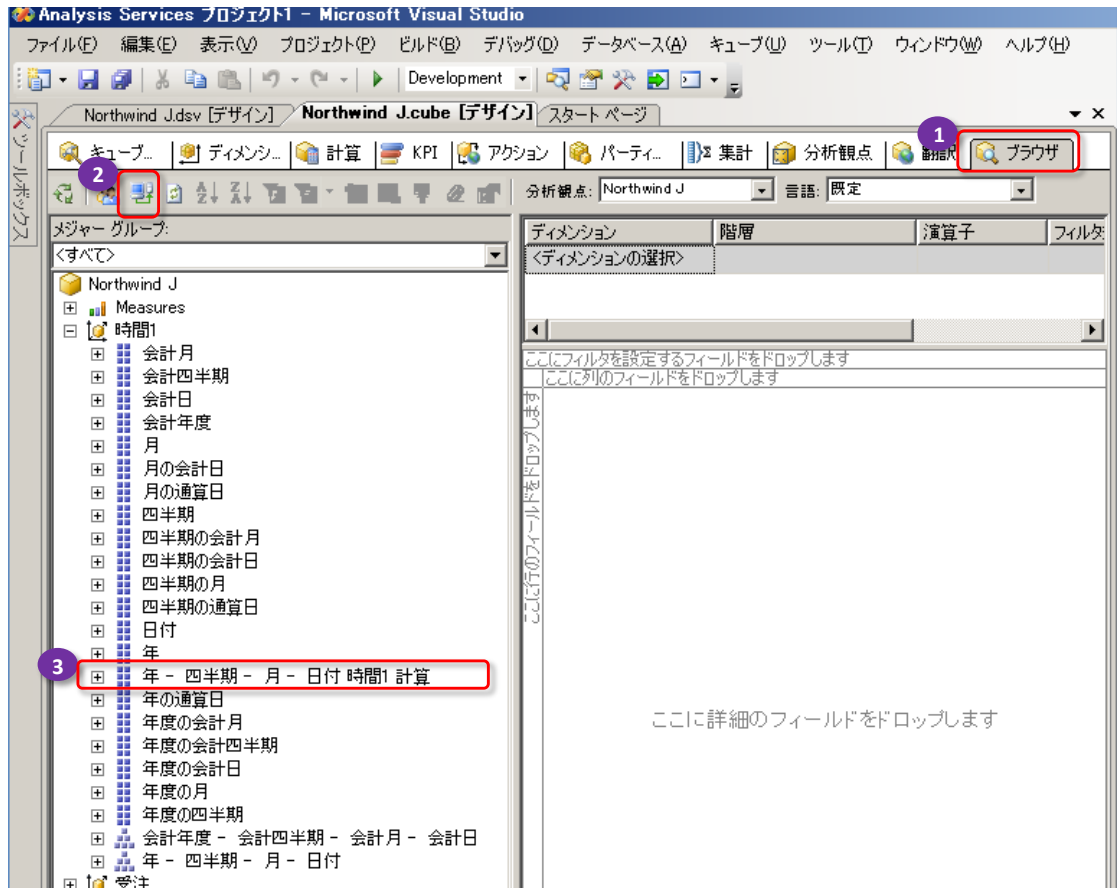 Analysis Services プロジェクト1 - Microsoft Visual Studio
ファイル(F) 編集(E) 表示(V) プロジェクト(P) ビルド(B) デバッグ(D) データベース(A) キューブ(U) ツール(T) ウィンドウ(W) ヘルプ(H)
Development
Northwind J.dsv [デザイン] Northwind J.cube [デザイン] スタート ページ
ツールボックス
1
キューブ... ディメンジ... 計算 KPI アクション パーティ... 集計 分析観点 翻訳 ブラウザ
2
分析観点: Northwind J 言語: 既定
メジャー グループ:
<すべて>
ディメンション 階層 演算子 フィルタ
<ディメンションの選択>
Northwind J
Measures
時間1
会計月
会計四半期
会計日
会計年度
月
月の会計日
月の通算日
四半期
四半期の会計月
四半期の会計日
四半期の月
四半期の通算日
日付
年
3
年 - 四半期 - 月 - 日付 時間1 計算
年の通算日
年度の会計月
年度の会計四半期
年度の会計日
年度の月
年度の四半期
会計年度 - 会計四半期 - 会計月 - 会計日
年 - 四半期 - 月 - 日付
受注
ここにフィルタを設定するフィールドをドロップします
ここに列のフィールドをドロップします
ここに行のフィールドをドロップします
ここに詳細のフィールドをドロップします